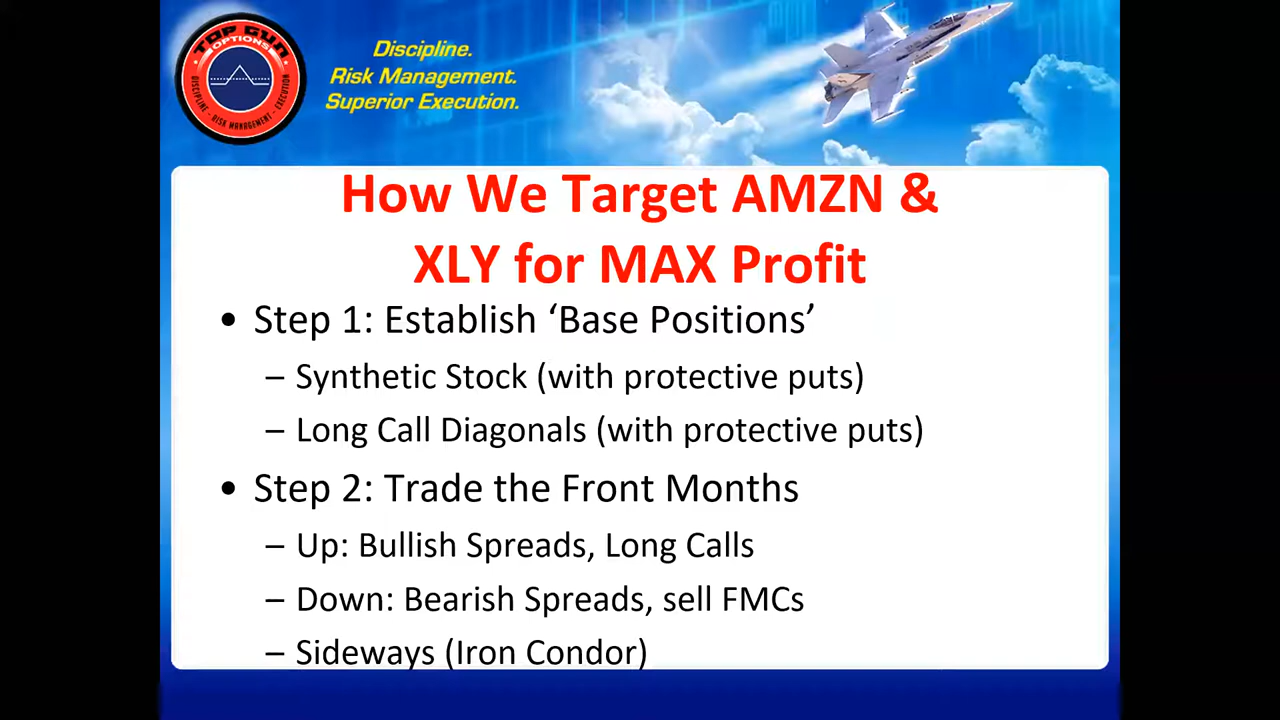 TOP GUN
OPTIONS
DISCIPLINE - RISK MANAGEMENT - EXECUTION
Discipline.
Risk Management.
Superior Execution.
How We Target AMZN &
XLY for MAX Profit
• Step 1: Establish ‘Base Positions’
– Synthetic Stock (with protective puts)
– Long Call Diagonals (with protective puts)
• Step 2: Trade the Front Months
– Up: Bullish Spreads, Long Calls
– Down: Bearish Spreads, sell FMCs
– Sideways (Iron Condor)